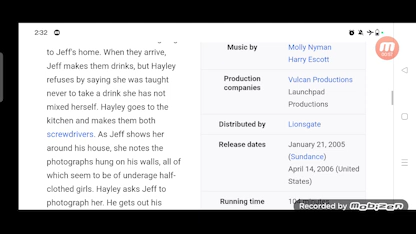 2:32
to Jeff's home. When they arrive,
Jeff makes them drinks, but Hayley
refuses by saying she was taught
never to take a drink she has not
mixed herself. Hayley goes to the
kitchen and makes them both
screwdrivers. As Jeff shows her
around his house, she notes the
photographs hung on his walls, all of
which seem to be of underage half-
clothed girls. Hayley asks Jeff to
photograph her. He gets out his
Music by
Molly Nyman
Harry Escott
Production
companies
Vulcan Productions
Launchpad
Productions
Distributed by
Lionsgate
Release dates
January 21, 2005
(Sundance)
April 14, 2006 (United
States)
Running time
Recorded by
MOBIZEN